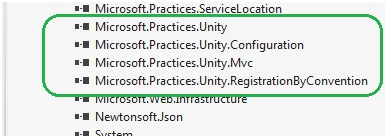 Microsoft.Practices.ServiceLocation
Microsoft.Practices.Unity
Microsoft.Practices.Unity.Configuration
Microsoft.Practices.Unity.Mvc
Microsoft.Practices.Unity.RegistrationByConvention
Microsoft.Web.Infrastructure
Newtonsoft.Json
System